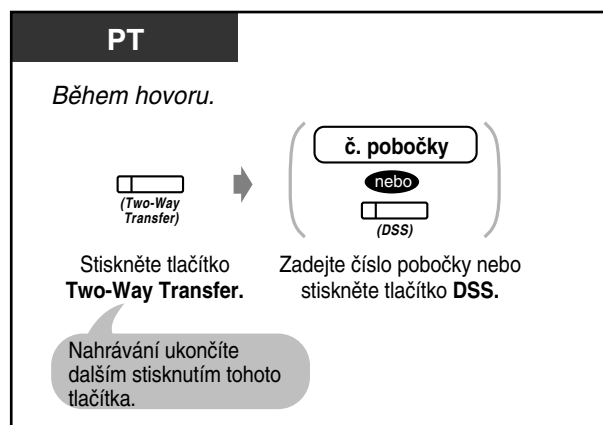 PT
Během hovoru.
č. pobočky
nebo
(Two-Way
Transfer)
(DSS)
Stiskněte tlačítko
Two-Way Transfer.
Zadejte číslo pobočky nebo
stiskněte tlačítko DSS.
Nahrávání ukončíte
dalším stisknutím tohoto
tlačítka.